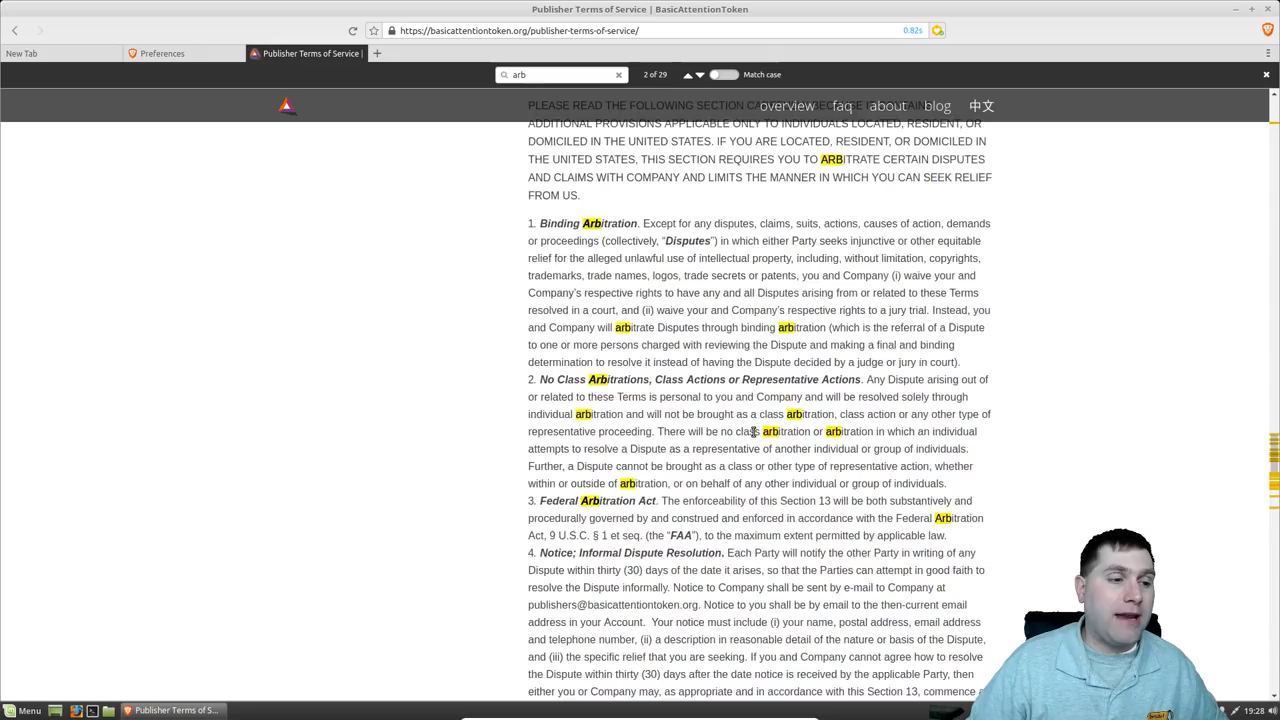 Publisher Terms of Service | BasicAttentionToken
https://basicattentiontoken.org/publisher-terms-of-service/
0.82s
New Tab
Preferences
Publisher Terms of Service |
arb
2 of 29
Match case
overview faq about blog 中文
PLEASE READ THE FOLLOWING SECTION
ADDITIONAL PROVISIONS APPLICABLE ONLY TO INDIVIDUALS LOCATED, RESIDENT, OR
DOMICILED IN THE UNITED STATES. IF YOU ARE LOCATED, RESIDENT, OR DOMICILED IN
THE UNITED STATES, THIS SECTION REQUIRES YOU TO ARBITRATE CERTAIN DISPUTES
AND CLAIMS WITH COMPANY AND LIMITS THE MANNER IN WHICH YOU CAN SEEK RELIEF
FROM US.
1. Binding Arbitration. Except for any disputes, claims, suits, actions, causes of action, demands
or proceedings (collectively, “Disputes”) in which either Party seeks injunctive or other equitable
relief for the alleged unlawful use of intellectual property, including, without limitation, copyrights,
trademarks, trade names, logos, trade secrets or patents, you and Company (i) waive your and
Company’s respective rights to have any and all Disputes arising from or related to these Terms
resolved in a court, and (ii) waive your and Company’s respective rights to a jury trial. Instead, you
and Company will arbitrate Disputes through binding arbitration (which is the referral of a Dispute
to one or more persons charged with reviewing the Dispute and making a final and binding
determination to resolve it instead of having the Dispute decided by a judge or jury in court).
2. No Class Arbitrations, Class Actions or Representative Actions. Any Dispute arising out of
or related to these Terms is personal to you and Company and will be resolved solely through
individual arbitration and will not be brought as a class arbitration, class action or any other type of
representative proceeding. There will be no class arbitration or arbitration in which an individual
attempts to resolve a Dispute as a representative of another individual or group of individuals.
Further, a Dispute cannot be brought as a class or other type of representative action, whether
within or outside of arbitration, or on behalf of any other individual or group of individuals.
3. Federal Arbitration Act. The enforceability of this Section 13 will be both substantively and
procedurally governed by and construed and enforced in accordance with the Federal Arbitration
Act, 9 U.S.C. § 1 et seq. (the “FAA”), to the maximum extent permitted by applicable law.
4. Notice; Informal Dispute Resolution. Each Party will notify the other Party in writing of any
Dispute within thirty (30) days of the date it arises, so that the Parties can attempt in good faith to
resolve the Dispute informally. Notice to Company shall be sent by e-mail to Company at
publishers@basicattentiontoken.org. Notice to you shall be by email to the then-current email
address in your Account. Your notice must include (i) your name, postal address, email address
and telephone number, (ii) a description in reasonable detail of the nature or basis of the Dispute,
and (iii) the specific relief that you are seeking. If you and Company cannot agree how to resolve
the Dispute within thirty (30) days after the date notice is received by the applicable Party, then
either you or Company may, as appropriate and in accordance with this Section 13, commence
Menu
Publisher Terms of S...
19:28